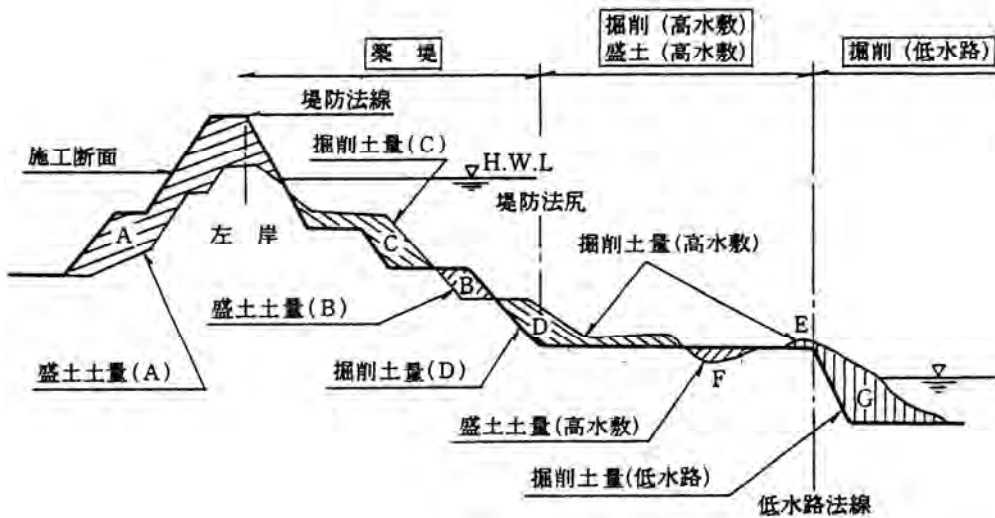 掘削 (高水敷)
盛土 (高水敷)
掘削 (低水路)
築 堤
堤防法線
掘削土量(C)
施工断面
H.W.L
堤防法尻
A
左 岸
C
掘削土量(高水敷)
B
盛土土量(B)
D
E
盛土土量(A)
掘削土量(D)
F
G
盛土土量(高水敷)
掘削土量(低水路)
低水路法線